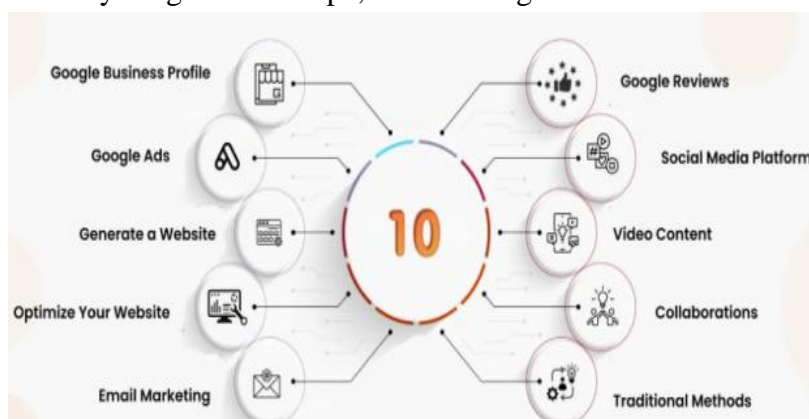 Google Business Profile
Google Ads
Generate a Website
Optimize Your Website
Email Marketing
10
Google Reviews
Social Media Platform
Video Content
Collaborations
Traditional Methods